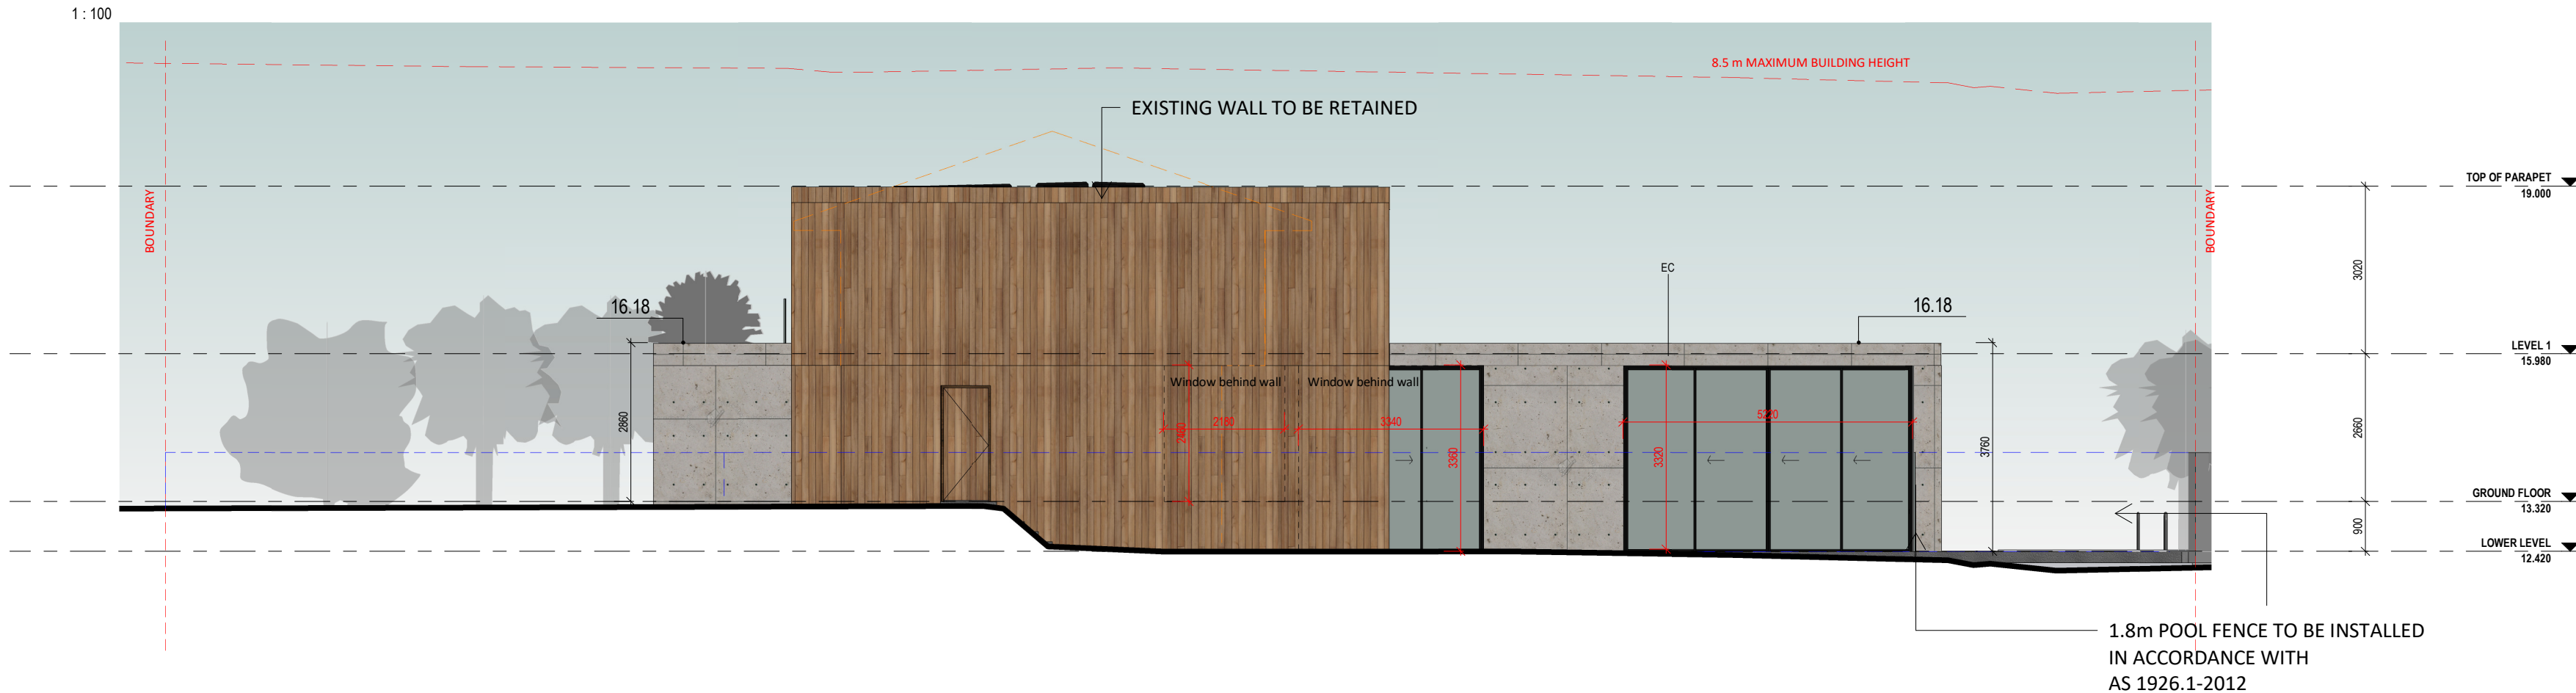 1 : 100
8.5 m MAXIMUM BUILDING HEIGHT
EXISTING WALL TO BE RETAINED
BOUNDARY
BOUNDARY
TOP OF PARAPET
19.000
3020
EC
16.18
16.18
LEVEL 1
15.980
Window behind wall
Window behind wall
2860
2180
3340
5220
3360
3320
3760
2660
GROUND FLOOR
13.320
900
LOWER LEVEL
12.420
1.8m POOL FENCE TO BE INSTALLED
IN ACCORDANCE WITH
AS 1926.1-2012